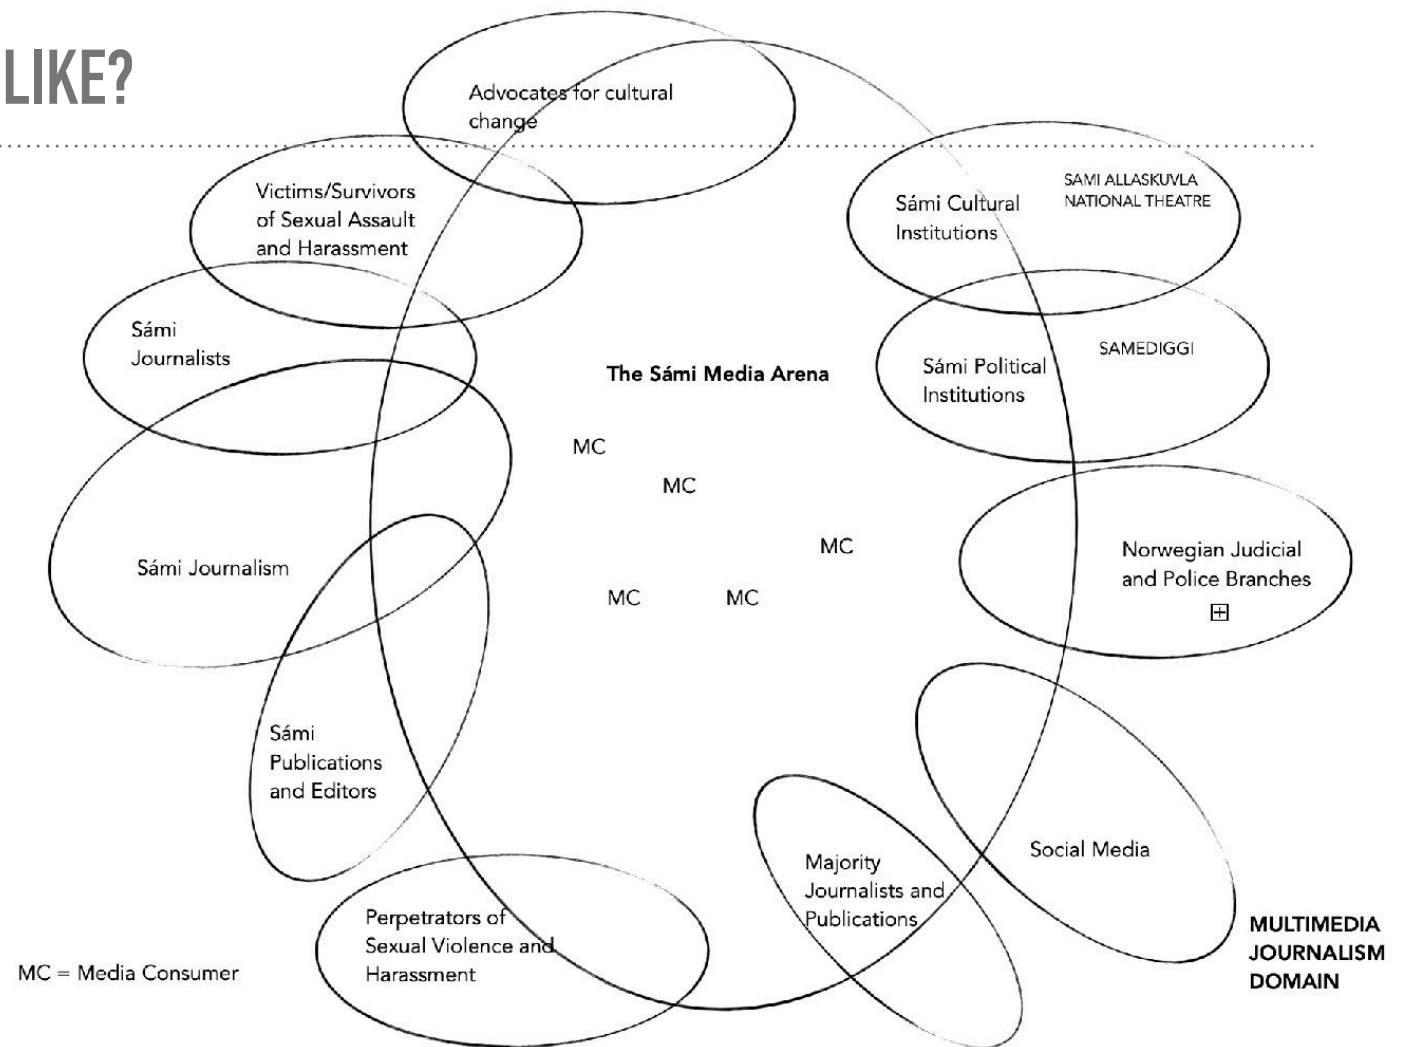 LIKE?
Advocates for cultural
change
Victims/Survivors
of Sexual Assault
and Harassment
SAMI ALLASKUVLA
NATIONAL THEATRE
Sámi Cultural
Institutions
Sámi
Journalists
SAMEDIGGI
Sámi Political
Institutions
The Sámi Media Arena
MC
MC
MC
MC
MC
Norwegian Judicial
and Police Branches
Sámi Journalism
Sámi
Publications
and Editors
Social Media
Majority
Journalists and
Publications
Perpetrators of
Sexual Violence and
Harassment
MULTIMEDIA
JOURNALISM
DOMAIN
MC = Media Consumer